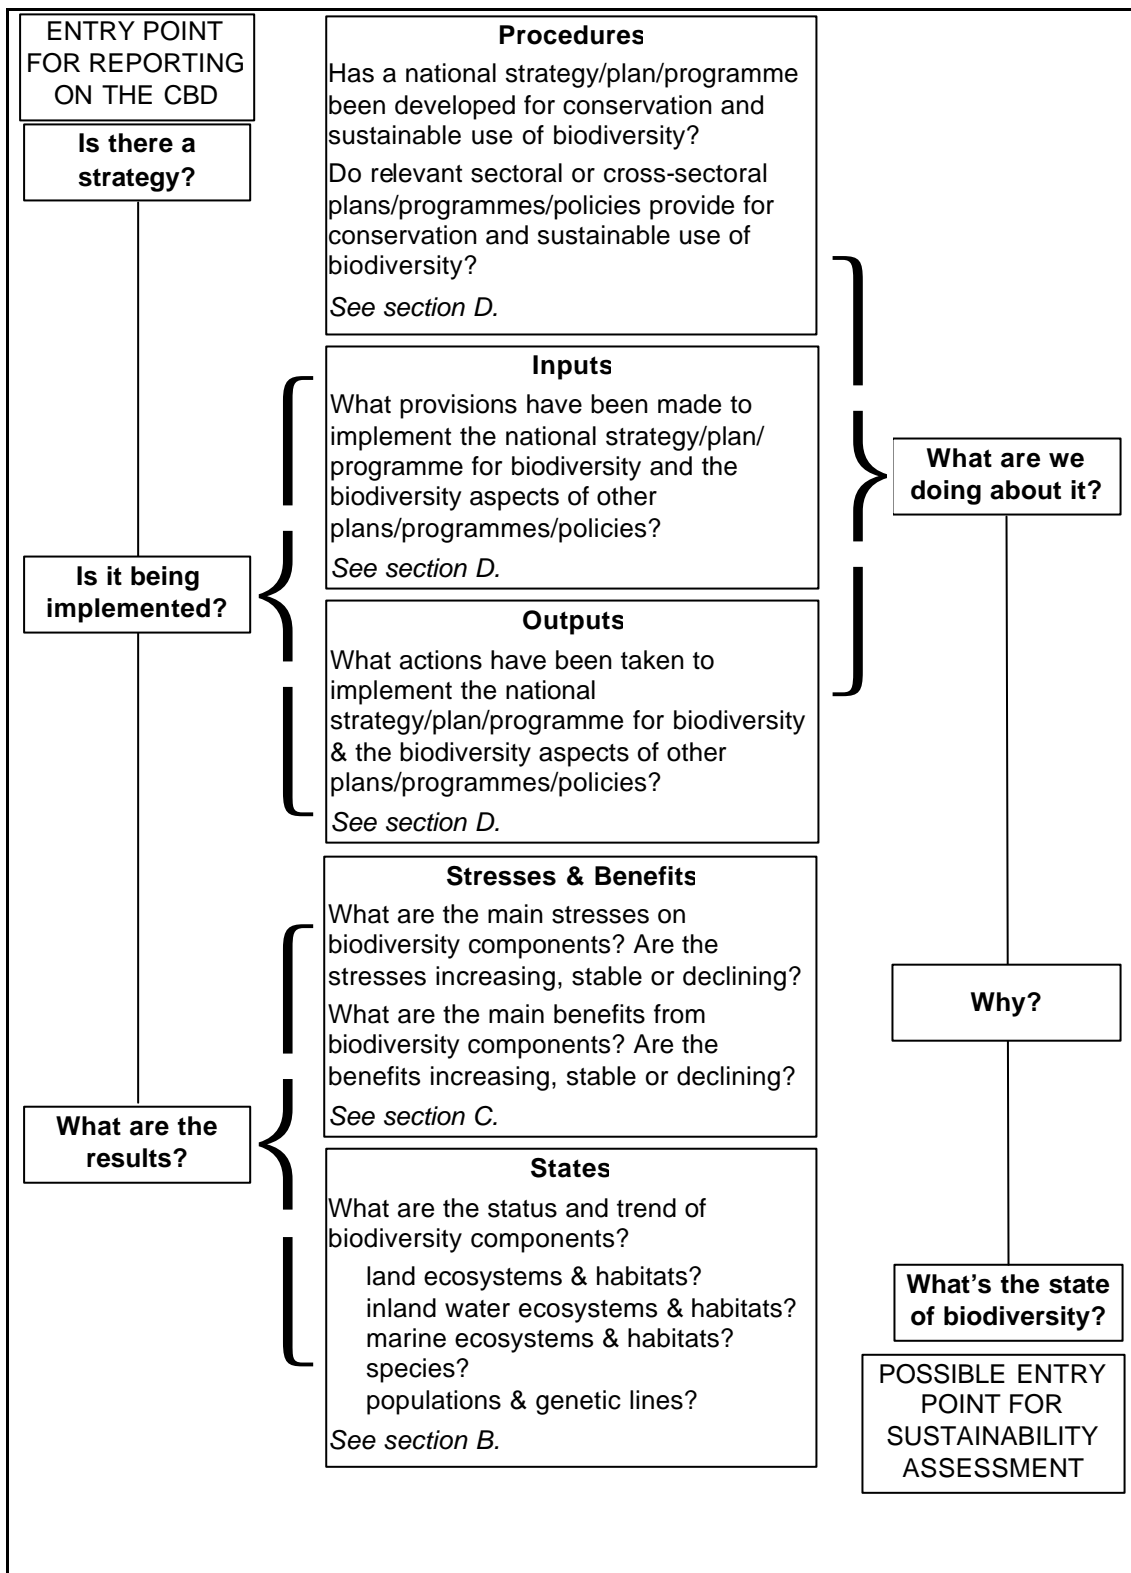 ENTRY POINT
FOR REPORTING
ON THE CBD
Is there a
strategy?
Procedures
Has a national strategy/plan/programme
been developed for conservation and
sustainable use of biodiversity?
Do relevant sectoral or cross-sectoral
plans/programmes/policies provide for
conservation and sustainable use of
biodiversity?
See section D.
Inputs
What provisions have been made to
implement the national strategy/plan/
programme for biodiversity and the
biodiversity aspects of other
plans/programmes/policies?
See section D.
What are we
doing about it?
Is it being
implemented?
Outputs
What actions have been taken to
implement the national
strategy/plan/programme for biodiversity
& the biodiversity aspects of other
plans/programmes/policies?
See section D.
Stresses & Benefits
What are the main stresses on
biodiversity components? Are the
stresses increasing, stable or declining?
What are the main benefits from
biodiversity components? Are the
benefits increasing, stable or declining?
See section C.
Why?
What are the
results?
States
What are the status and trend of
biodiversity components?
land ecosystems & habitats?
inland water ecosystems & habitats?
marine ecosystems & habitats?
species?
populations & genetic lines?
See section B.
What's the state
of biodiversity?
POSSIBLE ENTRY
POINT FOR
SUSTAINABILITY
ASSESSMENT